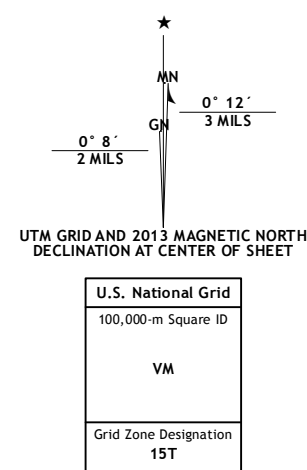 ★
MN
0° 12´
3 MILS
GN
0° 8´
2 MILS
UTM GRID AND 2013 MAGNETIC NORTH
DECLINATION AT CENTER OF SHEET
U.S. National Grid
100,000-m Square ID
VM
Grid Zone Designation
15T